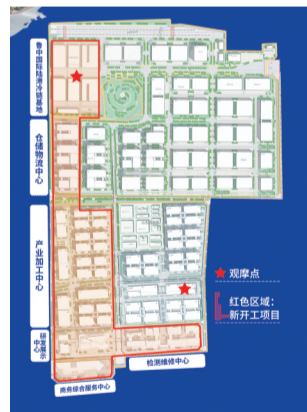 鲁中国际陆港冷链基地
仓储物流中心
产业加工中心
研发展示
中心
商务综合服务中心
检测维修中心
观摩点
红色区域：
新开工项目